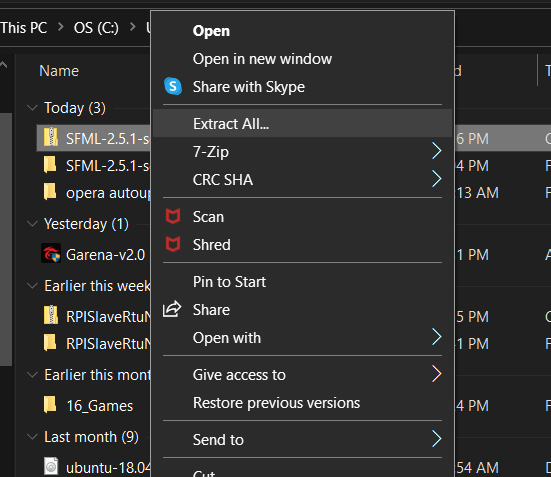 This PC > OS (C:) >
Name
Today (3)
SFML-2.5.1-s
6 PM
SFML-2.5.1-s
4 PM
opera autoup
13 AM
Yesterday (1)
Garena-v2.0
1 PM
Earlier this week
RPISlaveRtuN
5 PM
RPISlaveRtuN
1 PM
Earlier this mont
16_Games
4 PM
Last month (9)
ubuntu-18.04
54 AM
Open
Open in new window
Share with Skype
Extract All...
7-Zip
CRC SHA
Scan
Shred
Pin to Start
Share
Open with
Give access to
Restore previous versions
Send to
Cut